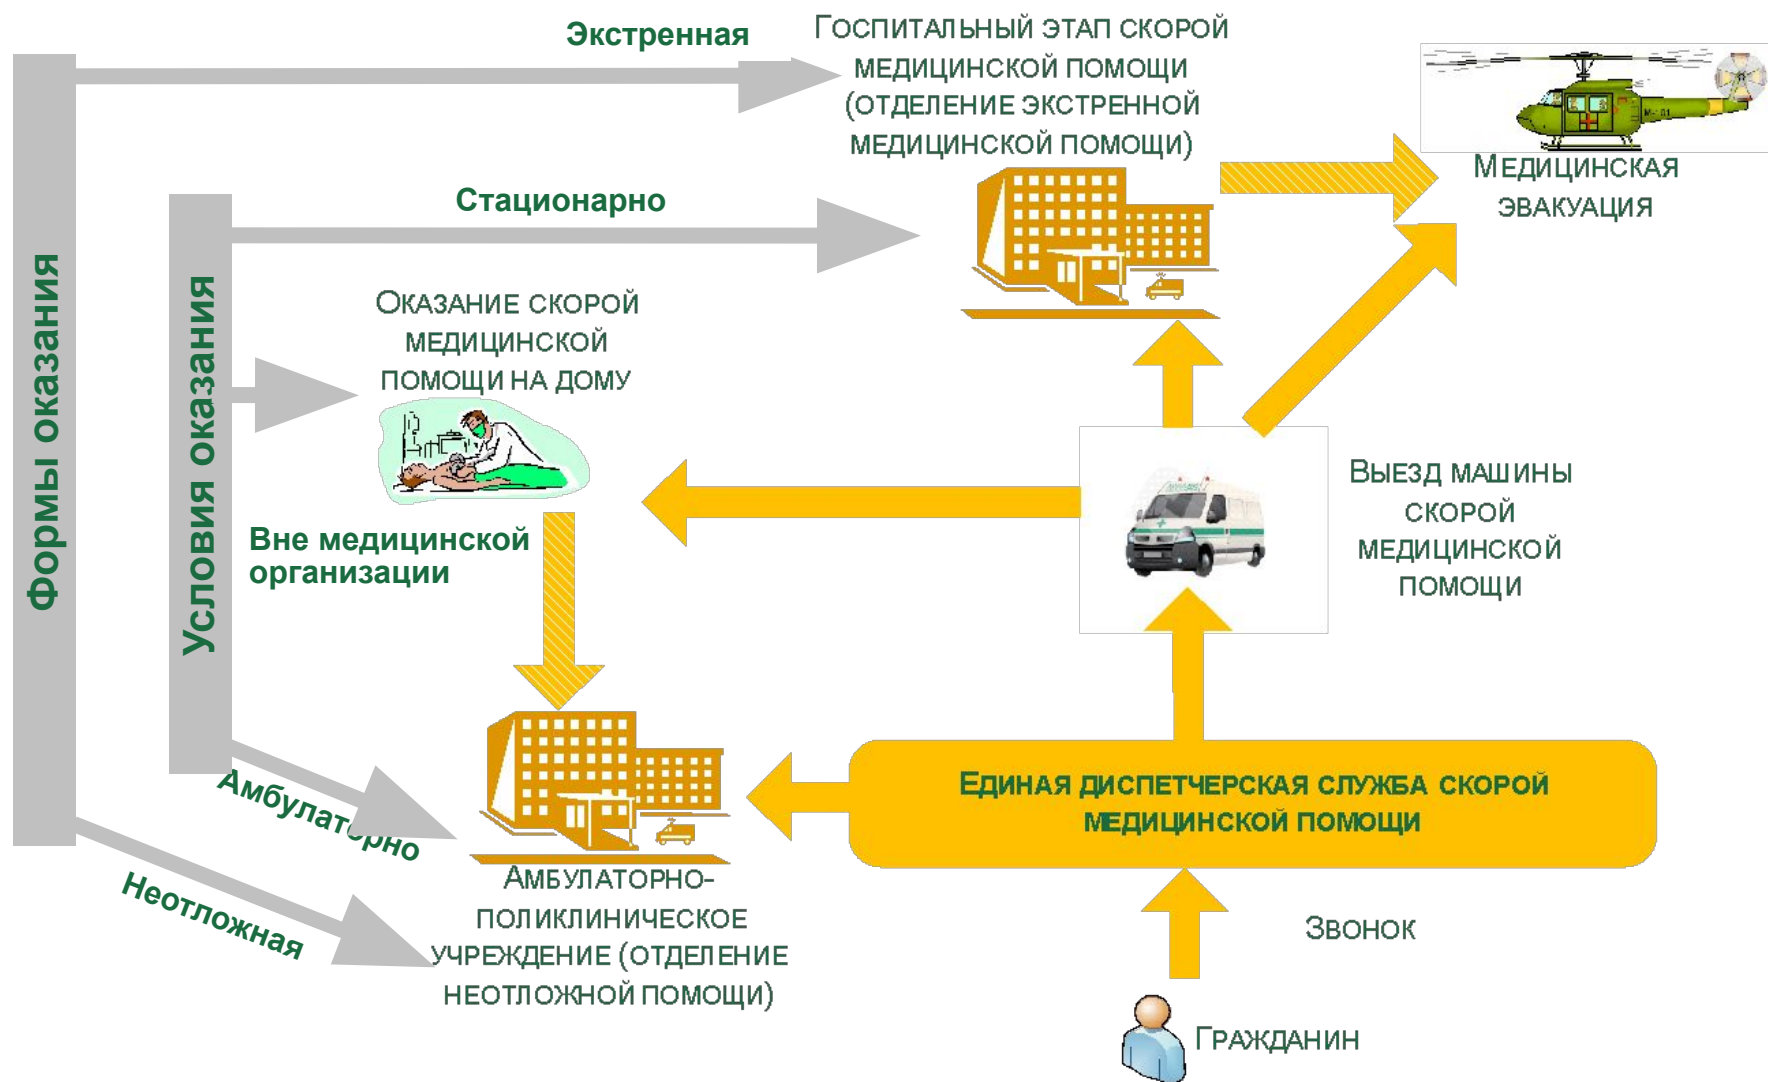 Экстренная
Госпитальный этап скорой
медицинской помощи
(отделение экстренной
медицинской помощи)
М-101
Медицинская
эвакуация
Стационарно
Формы оказания
Условия оказания
Оказание скорой
медицинской
помощи на дому
Вне медицинской
организации
Выезд машины
скорой
медицинской
помощи
Единая диспетчерская служба скорой
медицинской помощи
Амбулаторно
Неотложная
Амбулаторно-
поликлиническое
учреждение (отделение
неотложной помощи)
Звонок
Гражданин